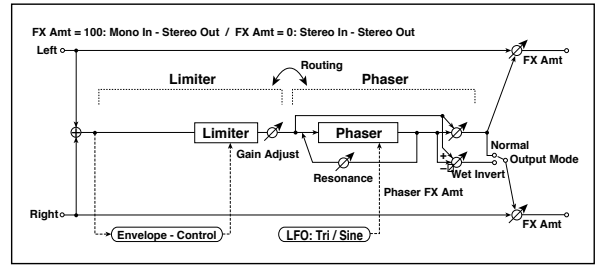 FX Amt = 100: Mono In - Stereo Out / FX Amt = 0: Stereo In - Stereo Out
Left
FX Amt
Routing
Limiter
Phaser
Limiter
Phaser
Gain Adjust
Normal
Output Mode
+
−
Wet Invert
Resonance
Phaser FX Amt
Right
FX Amt
Envelope - Control
LFO: Tri / Sine